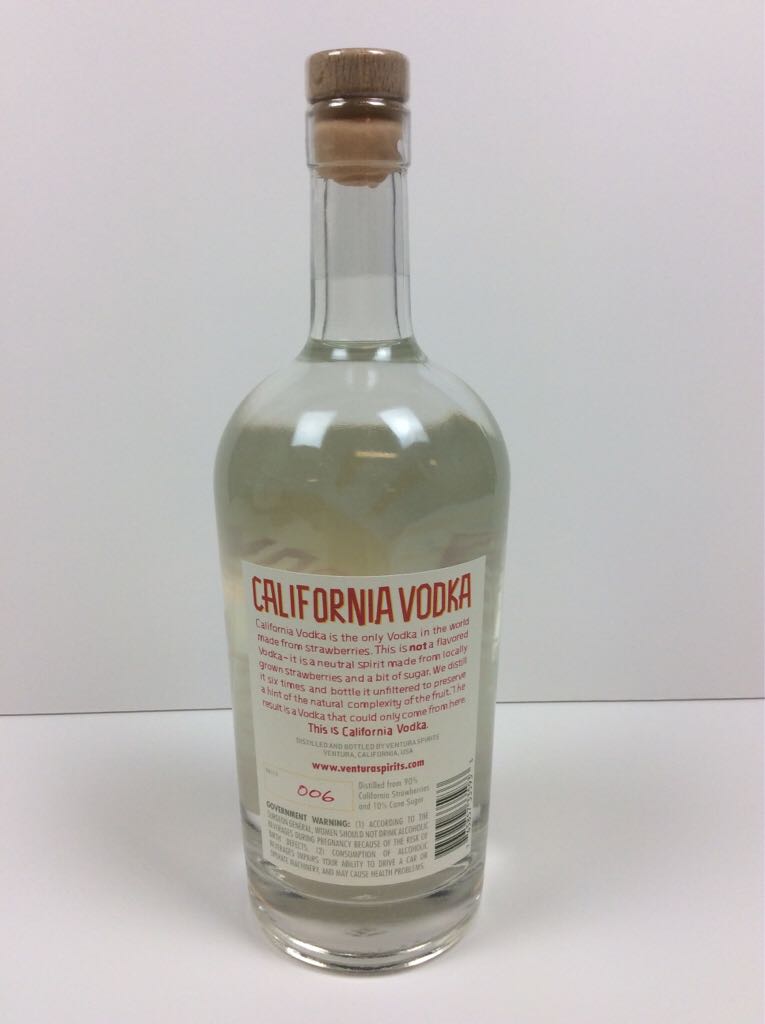 CALIFORNIA VODKA
California Vodka is the only Vodka in the world
made from strawberries. This is not a flavored
Vodka-it is a neutral spirit made from locally
grown strawberries and a bit of sugar. We distill
it six times and bottle it unfiltered to preserve
a hint of the natural complexity of the fruit. The
result is a Vodka that could only come from here.
This is California Vodka.
DISTILLED AND BOTTLED BY VENTURA SPIRITS
VENTURA, CALIFORNIA, USA
www.venturaspirits.com
BATCH
006
Distilled from 90%
California Strawberries
and 10% Cane Sugar
GOVERNMENT WARNING: (1) ACCORDING TO THE
SURGEON GENERAL, WOMEN SHOULD NOT DRINK ALCOHOLIC
BEVERAGES DURING PREGNANCY BECAUSE OF THE RISK OF
BIRTH DEFECTS. (2) CONSUMPTION OF ALCOHOLIC
BEVERAGES IMPAIRS YOUR ABILITY TO DRIVE A CAR OR
OPERATE MACHINERY, AND MAY CAUSE HEALTH PROBLEMS.